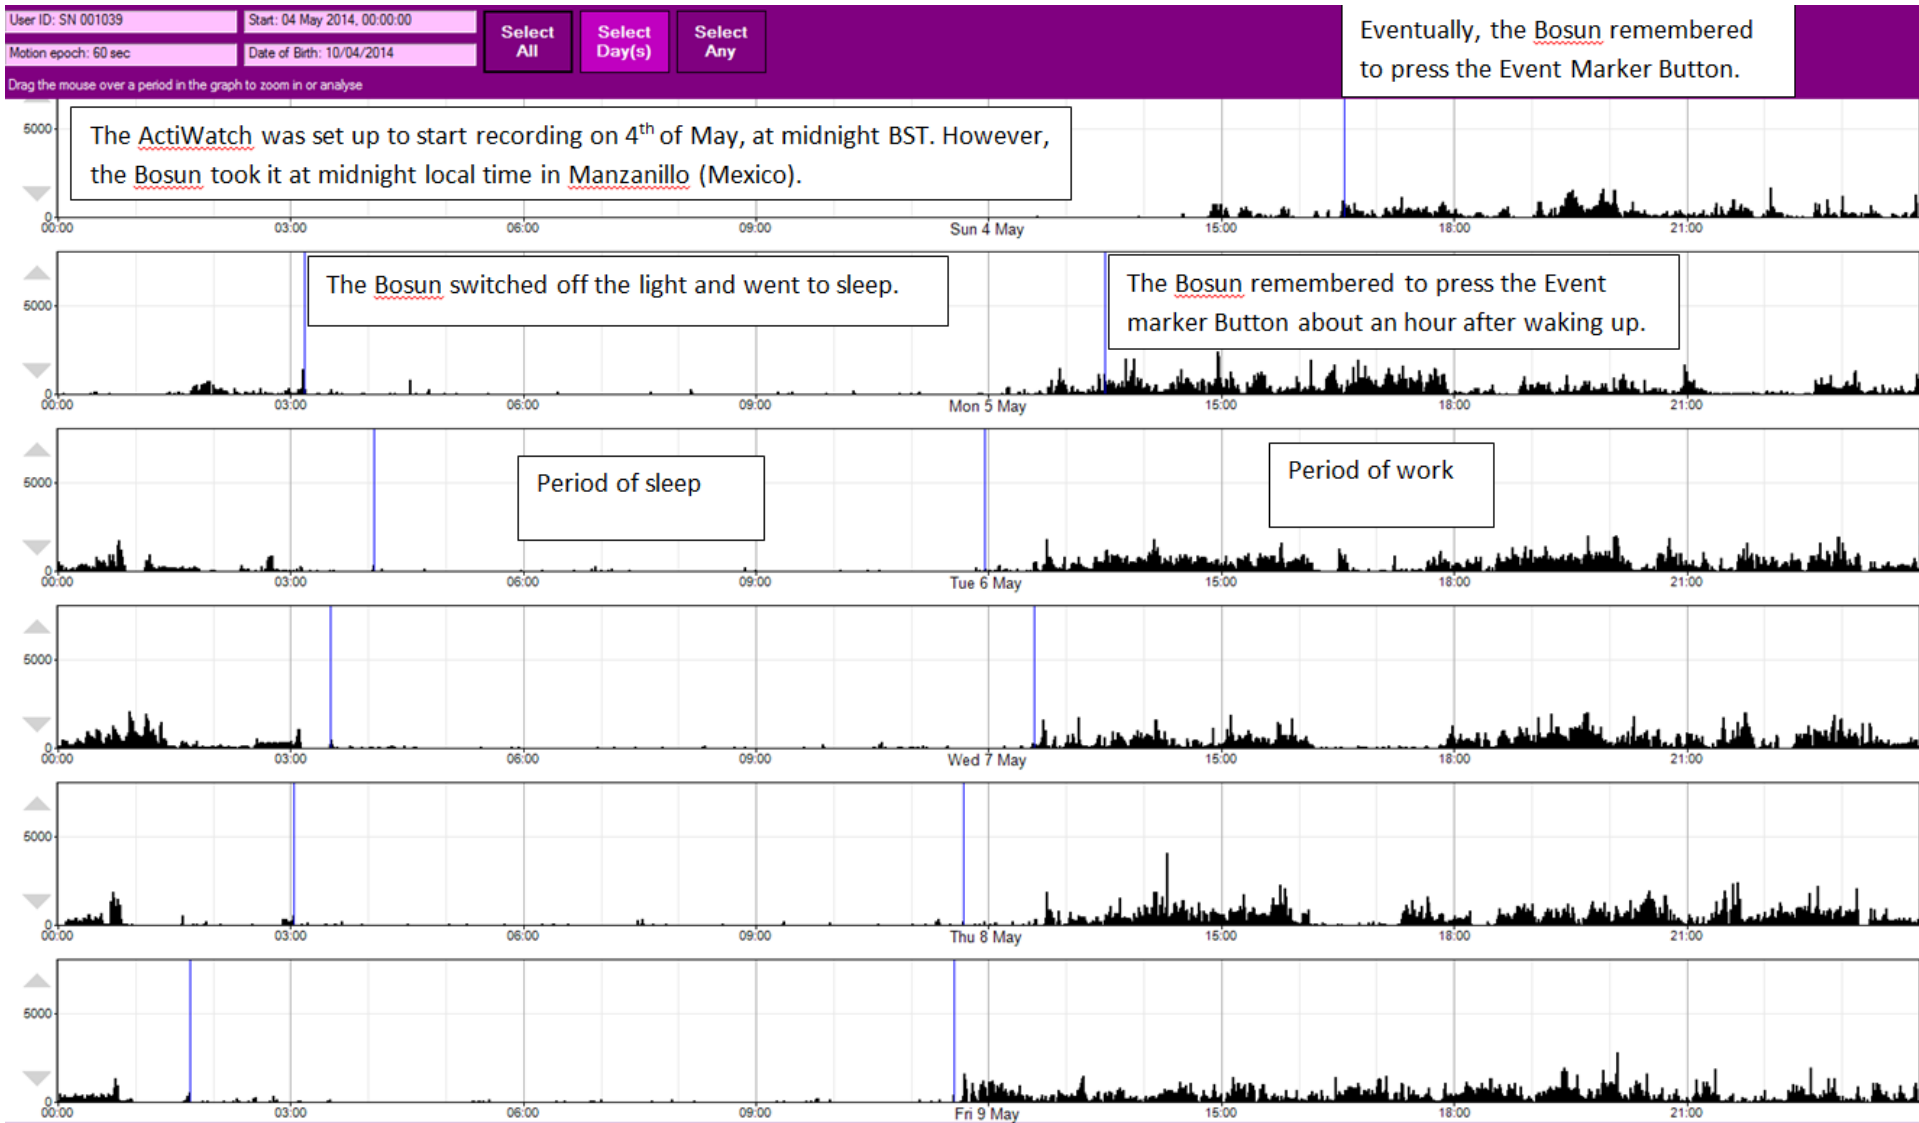 User ID: SN 001039
Start: 04 May 2014, 00:00:00
Motion epoch: 60 sec
Date of Birth: 10/04/2014
Select
All
Select
Day(s)
Select
Any
Drag the mouse over a period in the graph to zoom in or analyse
Eventually, the Bosun remembered
to press the Event Marker Button.
The ActiWatch was set up to start recording on 4th of May, at midnight BST. However,
the Bosun took it at midnight local time in Manzanillo (Mexico).
5000
0
00:00 03:00 06:00 09:00 Sun 4 May 15:00 18:00 21:00
The Bosun switched off the light and went to sleep.
The Bosun remembered to press the Event
marker Button about an hour after waking up.
5000
0
00:00 03:00 06:00 09:00 Mon 5 May 15:00 18:00 21:00
Period of sleep
Period of work
5000
0
00:00 03:00 06:00 09:00 Tue 6 May 15:00 18:00 21:00
5000
0
00:00 03:00 06:00 09:00 Wed 7 May 15:00 18:00 21:00
5000
0
00:00 03:00 06:00 09:00 Thu 8 May 15:00 18:00 21:00
5000
0
00:00 03:00 06:00 09:00 Fri 9 May 15:00 18:00 21:00